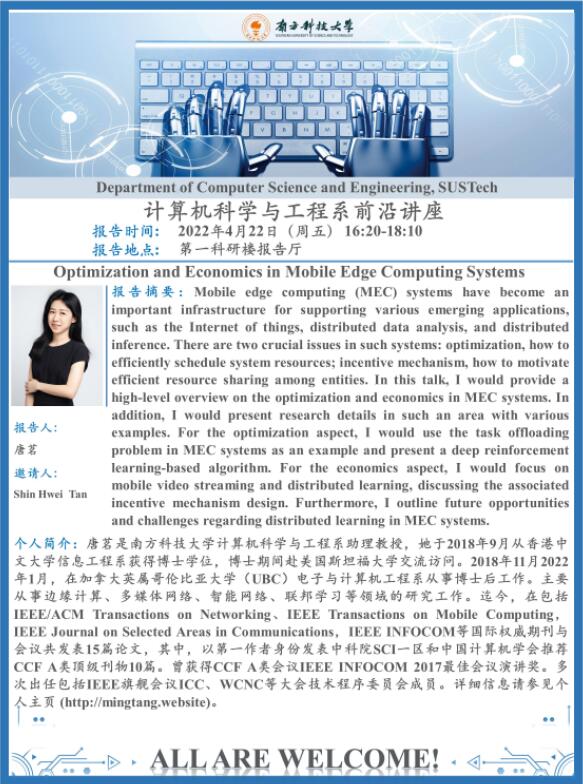 南方科技大学
SOUTHERN UNIVERSITY OF SCIENCE AND TECHNOLOGY
Department of Computer Science and Engineering, SUSTech
计算机科学与工程系前沿讲座
报告时间： 2022年4月22日（周五） 16:20-18:10
报告地点： 第一科研楼报告厅
Optimization and Economics in Mobile Edge Computing Systems
报告摘要：Mobile edge computing (MEC) systems have become an
important infrastructure for supporting various emerging applications,
such as the Internet of things, distributed data analysis, and distributed
inference. There are two crucial issues in such systems: optimization, how to
efficiently schedule system resources; incentive mechanism, how to motivate
efficient resource sharing among entities. In this talk, I would provide a
high-level overview on the optimization and economics in MEC systems. In
addition, I would present research details in such an area with various
examples. For the optimization aspect, I would use the task offloading
problem in MEC systems as an example and present a deep reinforcement
learning-based algorithm. For the economics aspect, I would focus on
mobile video streaming and distributed learning, discussing the associated
incentive mechanism design. Furthermore, I outline future opportunities
and challenges regarding distributed learning in MEC systems.
报告人：
唐茗
邀请人：
Shin Hwei Tan
个人简介：唐茗是南方科技大学计算机科学与工程系助理教授，她于2018年9月从香港中
文大学信息工程系获得博士学位，博士期间赴美国斯坦福大学交流访问。2018年11月2022
年1月，在加拿大英属哥伦比亚大学（UBC）电子与计算机工程系从事博士后工作。主要
从事边缘计算、多媒体网络、智能网络、联邦学习等领域的研究工作。迄今，在包括
IEEE/ACM Transactions on Networking、IEEE Transactions on Mobile Computing，
IEEE Journal on Selected Areas in Communications，IEEE INFOCOM等国际权威期刊与
会议共发表15篇论文，其中，以第一作者身份发表中科院SCI一区和中国计算机学会推荐
CCF A类顶级刊物10篇。曾获得CCF A类会议IEEE INFOCOM 2017最佳会议演讲奖。多
次出任包括IEEE旗舰会议ICC、WCNC等大会技术程序委员会成员。详细信息请参见个
人主页 (http://mingtang.website)。
ALL ARE WELCOME!